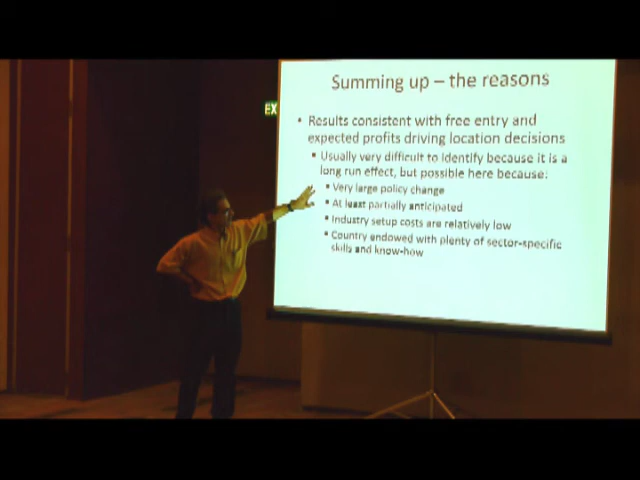 Summing up – the reasons
EX
• Results consistent with free entry and
expected profits driving location decisions
▪ Usually very difficult to identify because it is a
long run effect, but possible here because:
▪ Very large policy change
▪ At least partially anticipated
▪ Industry setup costs are relatively low
▪ Country endowed with plenty of sector-specific
skills and know-how